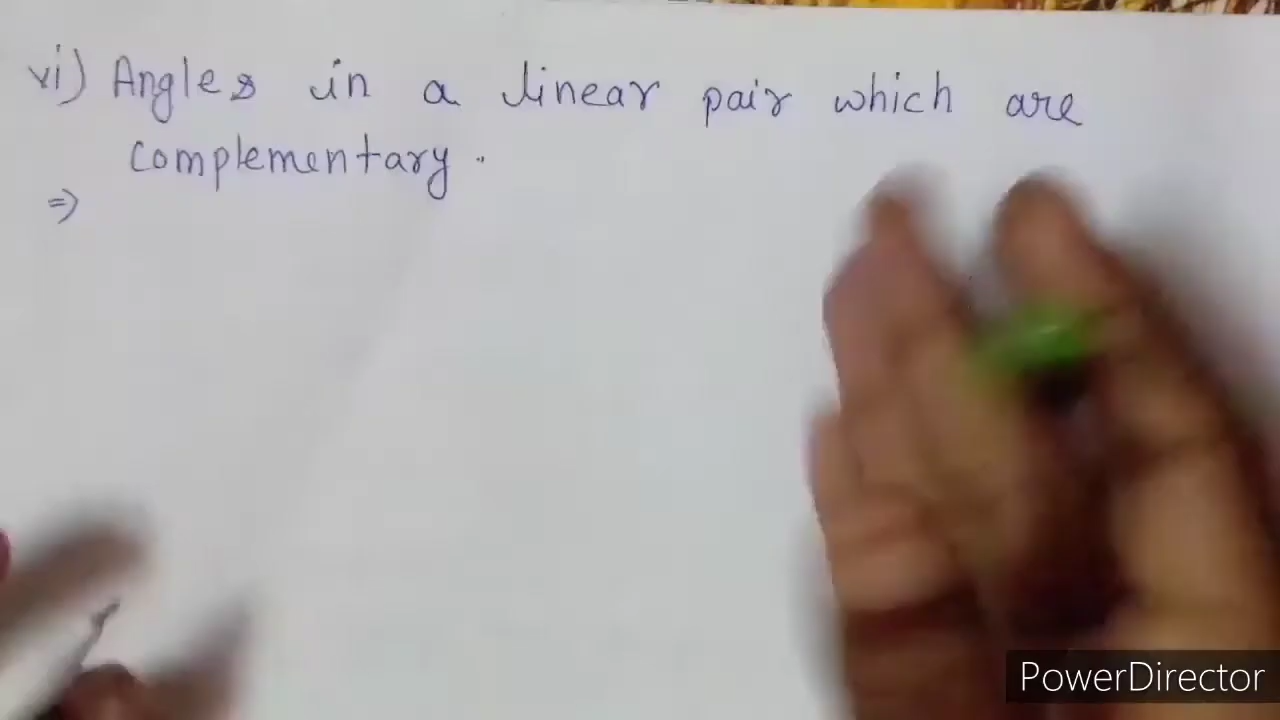 vi) Angles in a linear pair which are
complementary.
⇒
PowerDirector